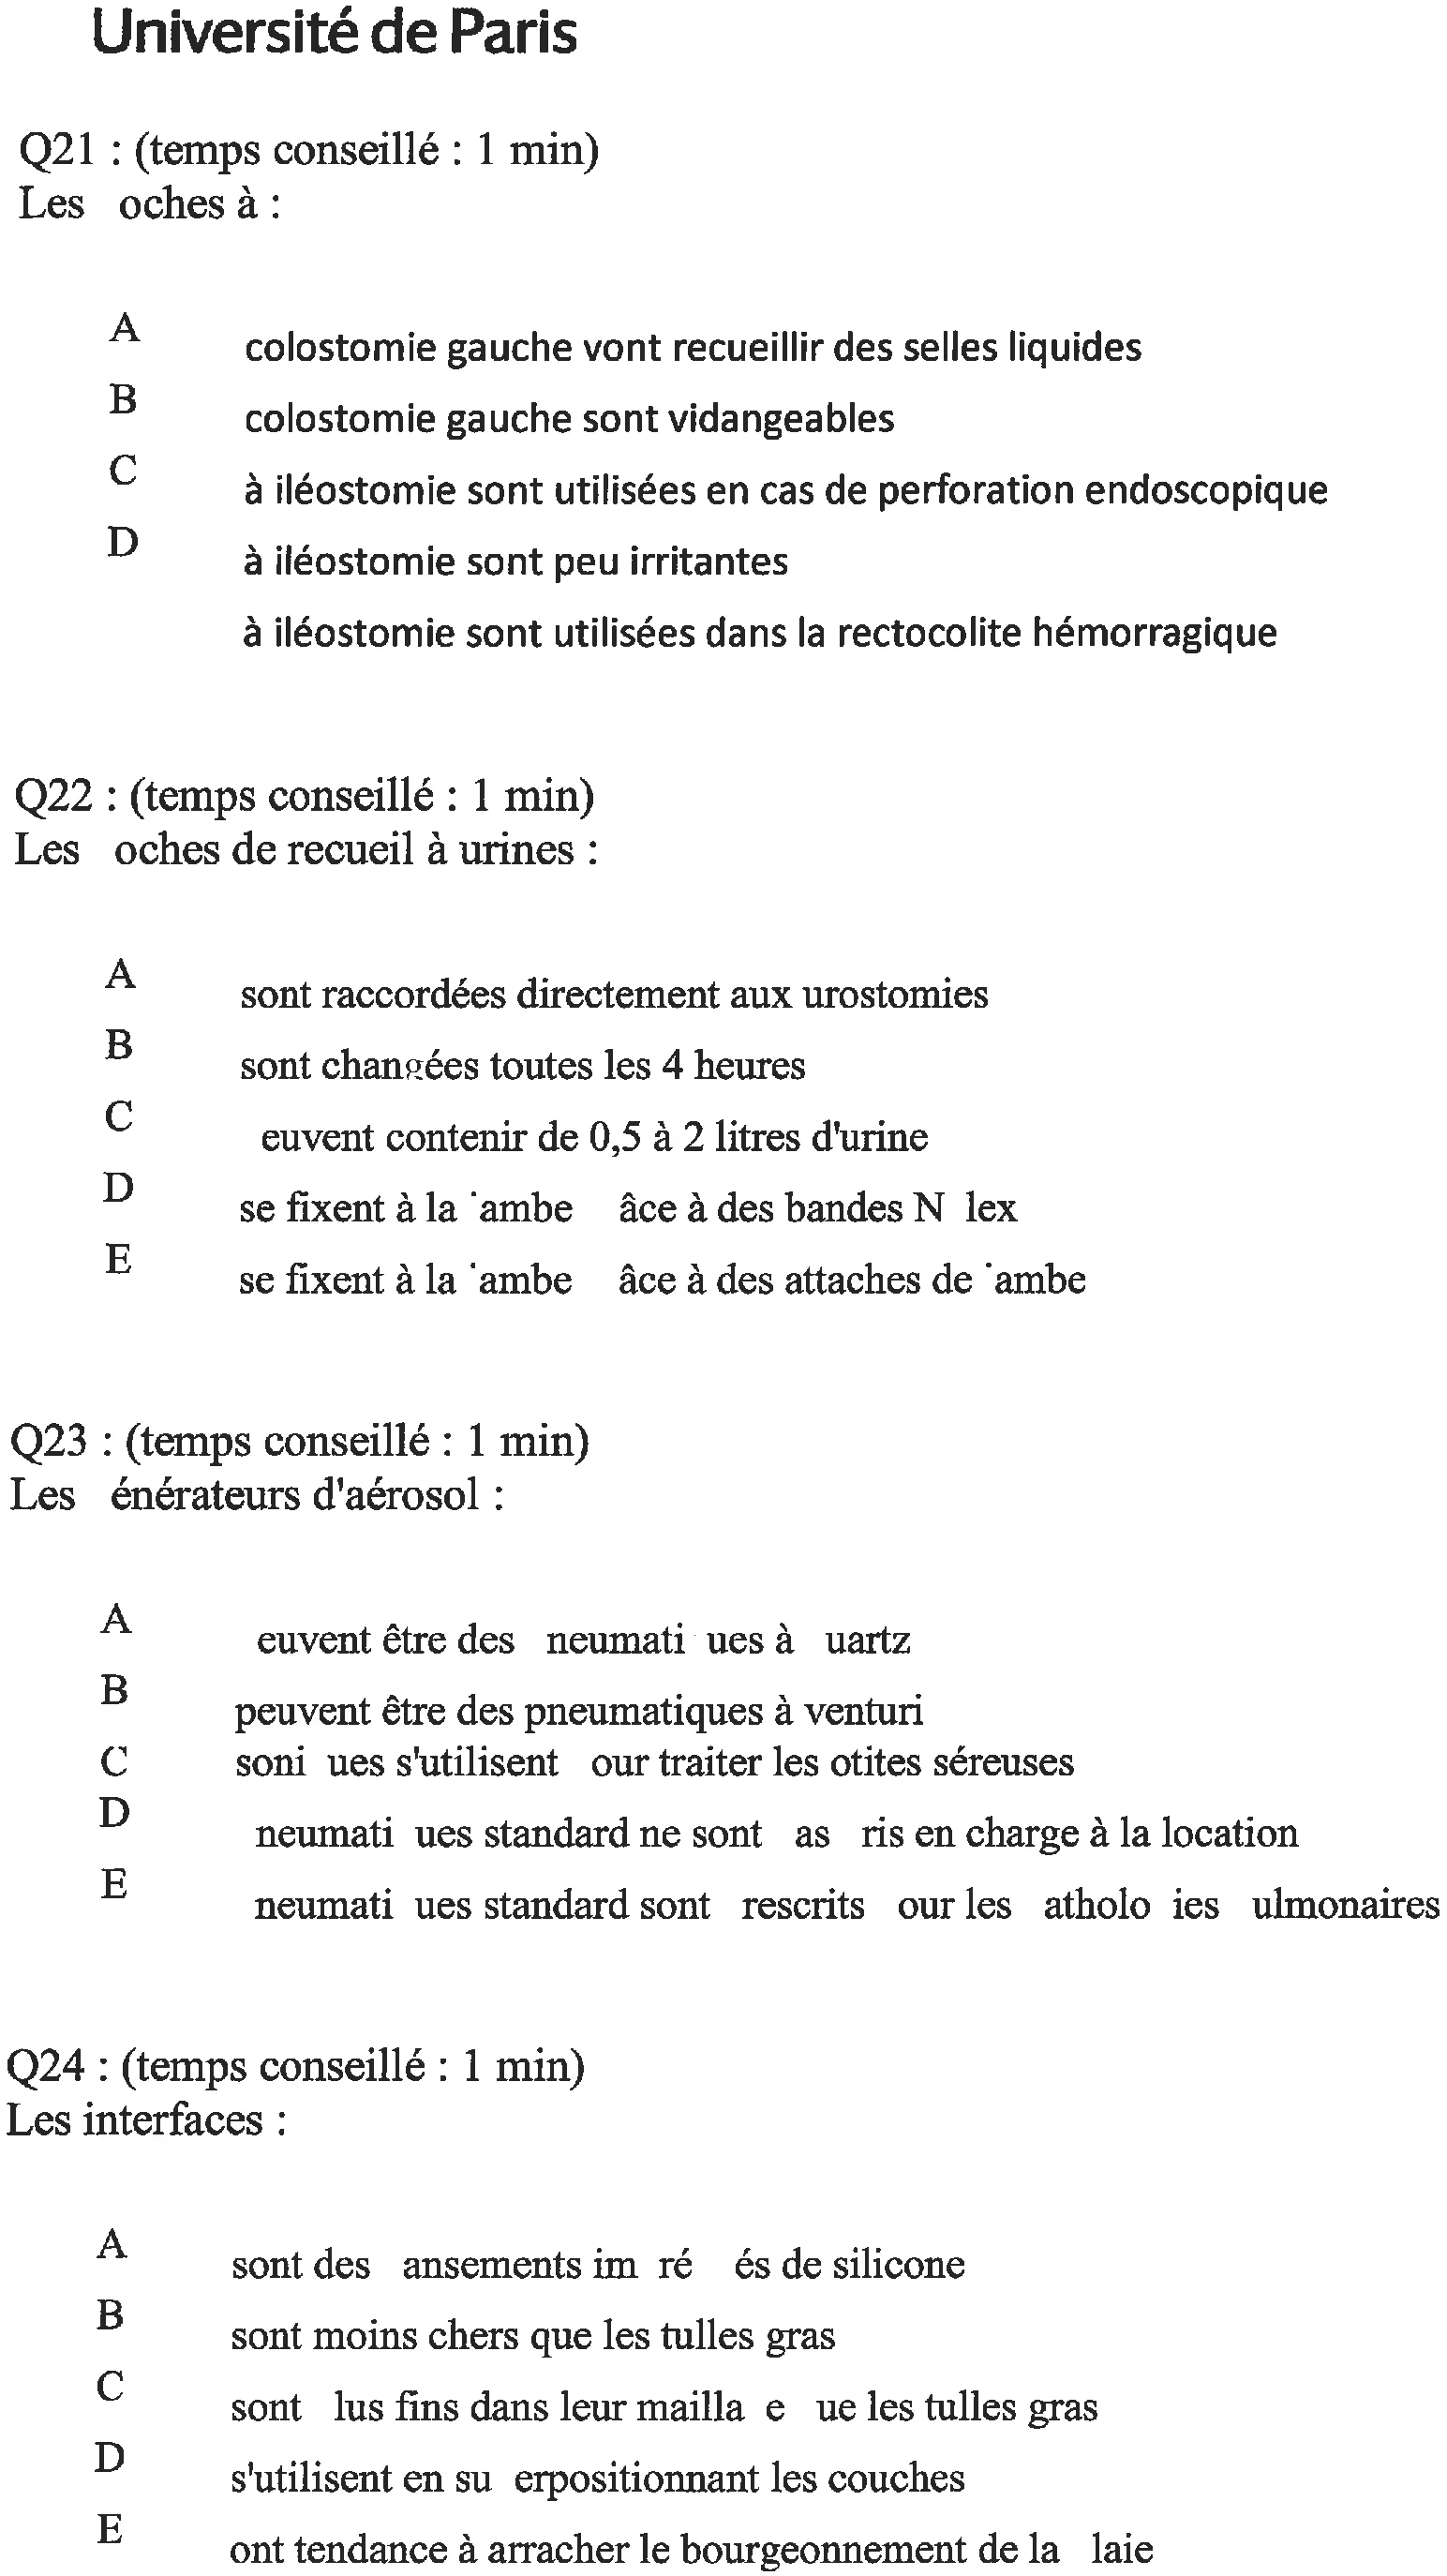 Université de Paris
Q21 : (temps conseillé : 1 min)
Les oches à :
A colostomie gauche vont recueillir des selles liquides
B colostomie gauche sont vidangeables
C à iléostomie sont utilisées en cas de perforation endoscopique
D à iléostomie sont peu irritantes
à iléostomie sont utilisées dans la rectocolite hémorragique
Q22 : (temps conseillé : 1 min)
Les oches de recueil à urines :
A sont raccordées directement aux urostomies
B sont changées toutes les 4 heures
C euvent contenir de 0,5 à 2 litres d'urine
D se fixent à la ambe âce à des bandes N lex
E se fixent à la ambe âce à des attaches de ambe
Q23 : (temps conseillé : 1 min)
Les énérateurs d'aérosol :
A euvent être des neumati ues à uartz
B peuvent être des pneumatiques à venturi
C soni ues s'utilisent our traiter les otites séreuses
D neumati ues standard ne sont as ris en charge à la location
E neumati ues standard sont rescrits our les atholo ies ulmonaires
Q24 : (temps conseillé : 1 min)
Les interfaces :
A sont des ansements im ré és de silicone
B sont moins chers que les tulles gras
C sont lus fins dans leur mailla e ue les tulles gras
D s'utilisent en su erpositionnant les couches
E ont tendance à arracher le bourgeonnement de la laie